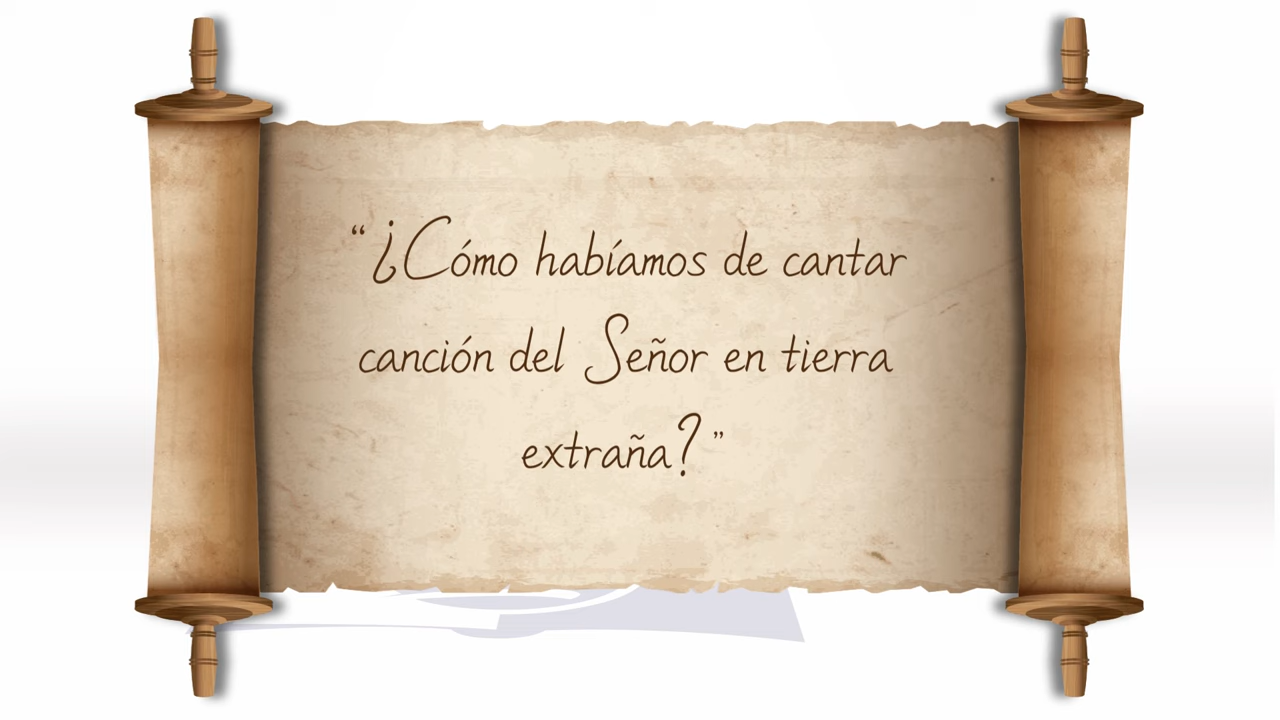 “¿Cómo habíamos de cantar
canción del Señor en tierra
extraña?”